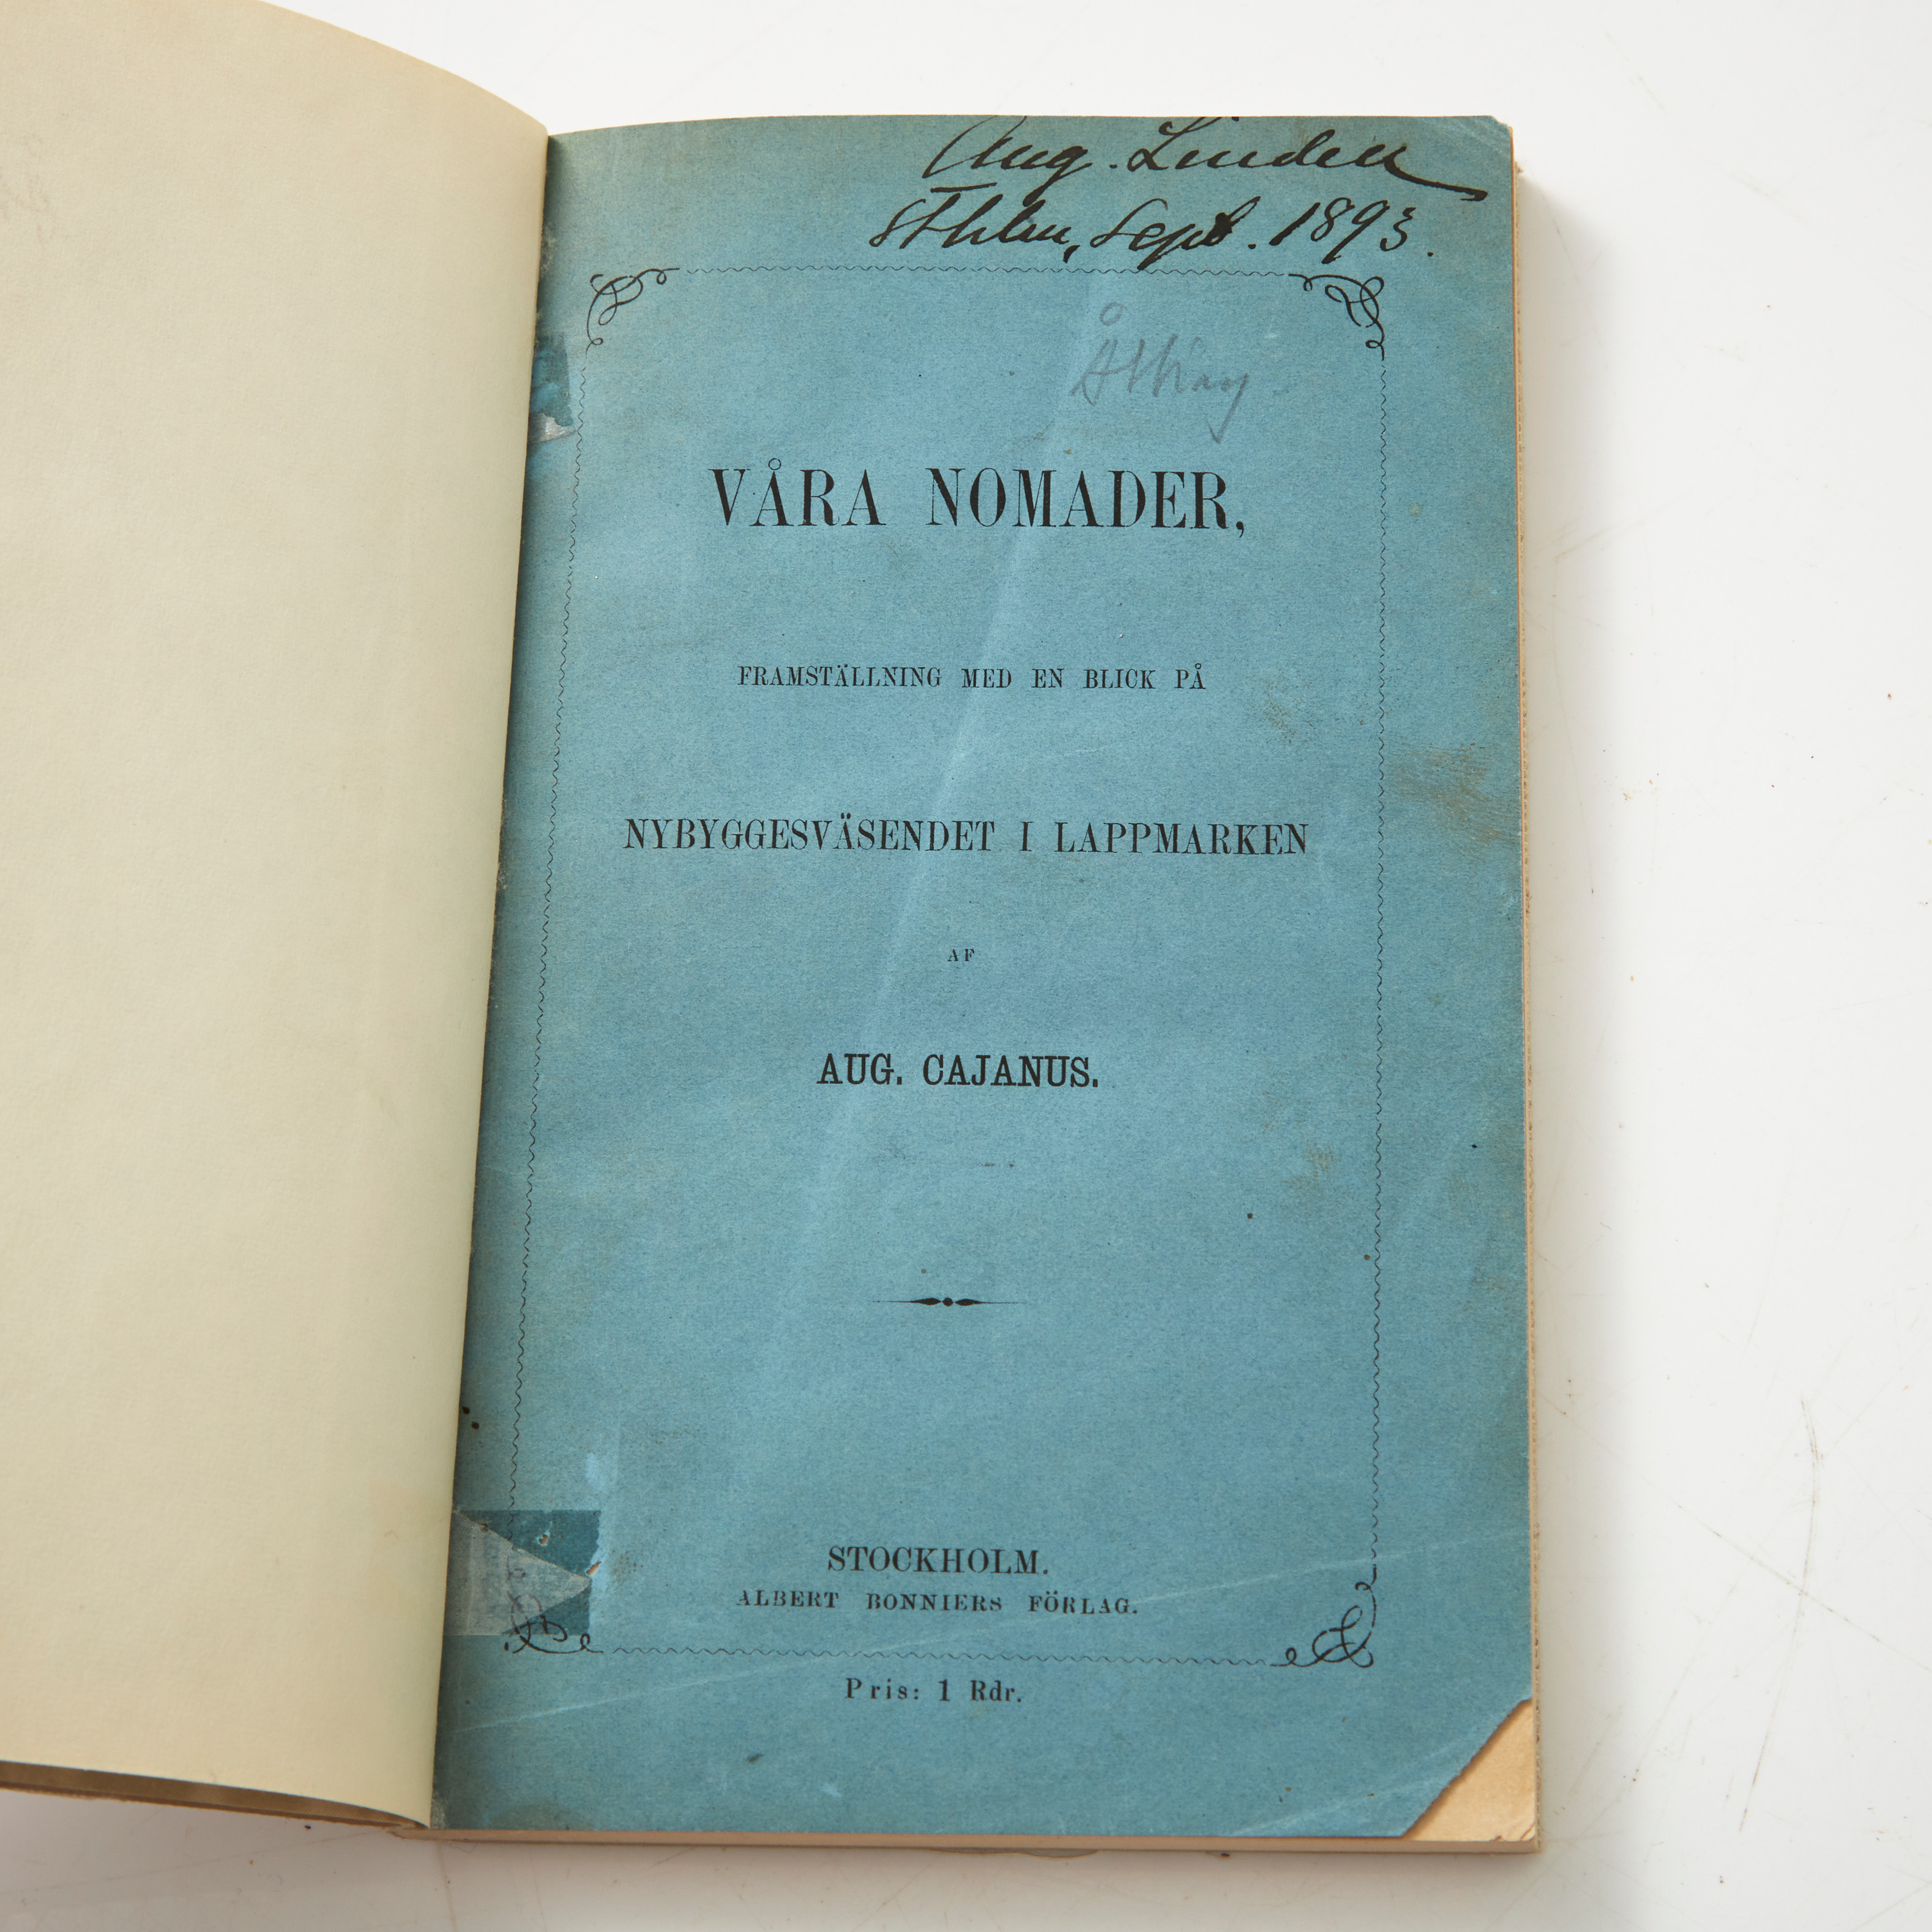 Aug. Lindell
Sthlm, Sept. 1893.
VÅRA NOMADER,
FRAMSTÄLLNING MED EN BLICK PÅ
NYBYGGESVÄSENDET I LAPPMARKEN
AF
AUG. CAJANUS.
STOCKHOLM.
ALBERT BONNIERS FÖRLAG.
Pris: 1 Rdr.